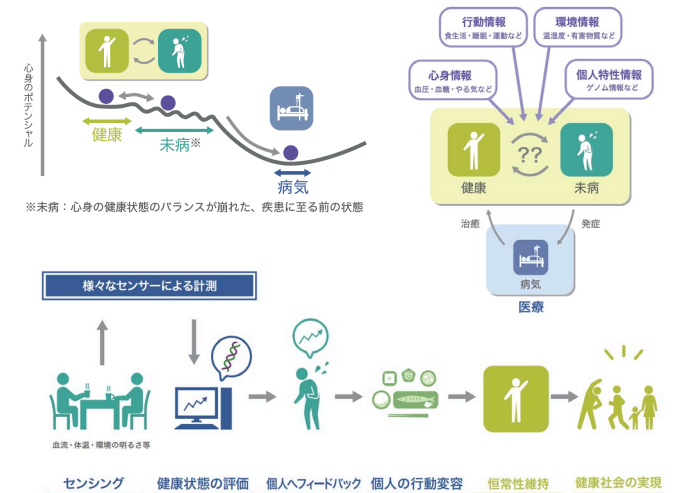 心身のポテンシャル
健康
未病※
病気
※未病：心身の健康状態のバランスが崩れた、疾患に至る前の状態
行動情報
食生活・睡眠・運動など
環境情報
温湿度・有害物質など
心身情報
血圧・血糖・やる気など
個人特性情報
ゲノム情報など
??
健康
未病
治癒
発症
病気
医療
様々なセンサーによる計測
血流・体温・環境の明るさ等
センシング
健康状態の評価
個人へフィードバック
個人の行動変容
恒常性維持
健康社会の実現